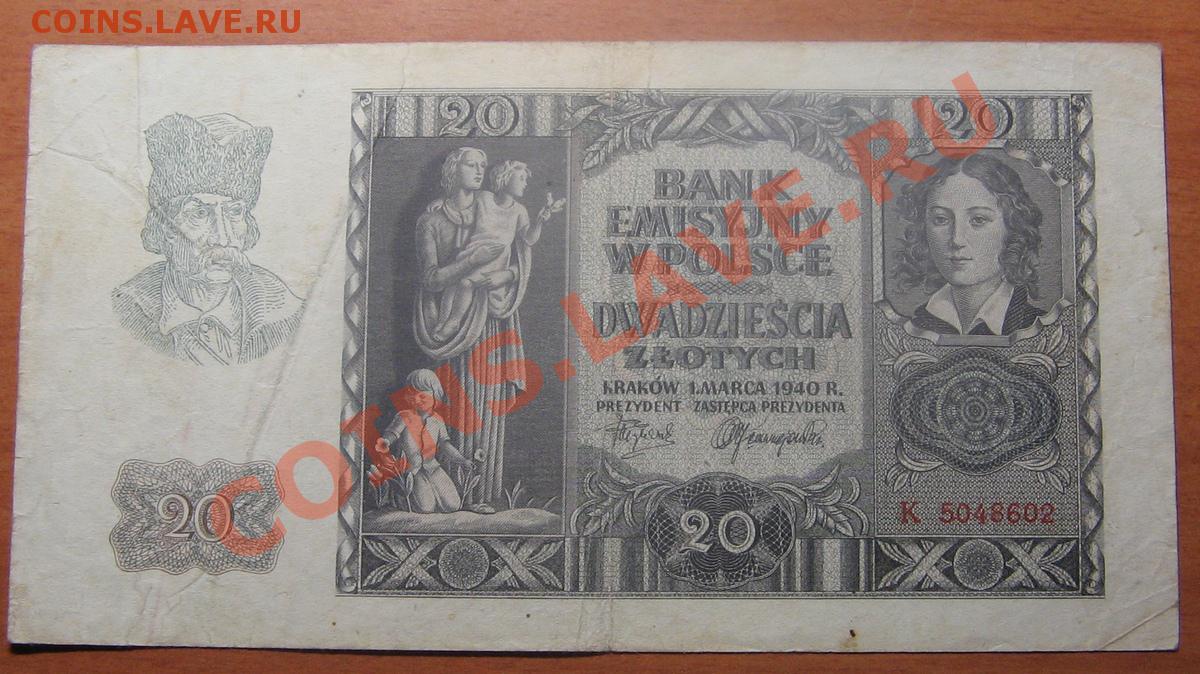 COINS.LAVE.RU
20
20
BANK
EMISYJNY
W POLSCE
DWADZIEŚCIA
ZŁOTYCH
KRAKÓW 1.MARCA 1940 R.
PREZYDENT ZASTĘPCA PREZYDENTA
20
20
K 5048602
COINS.LAVE.RU